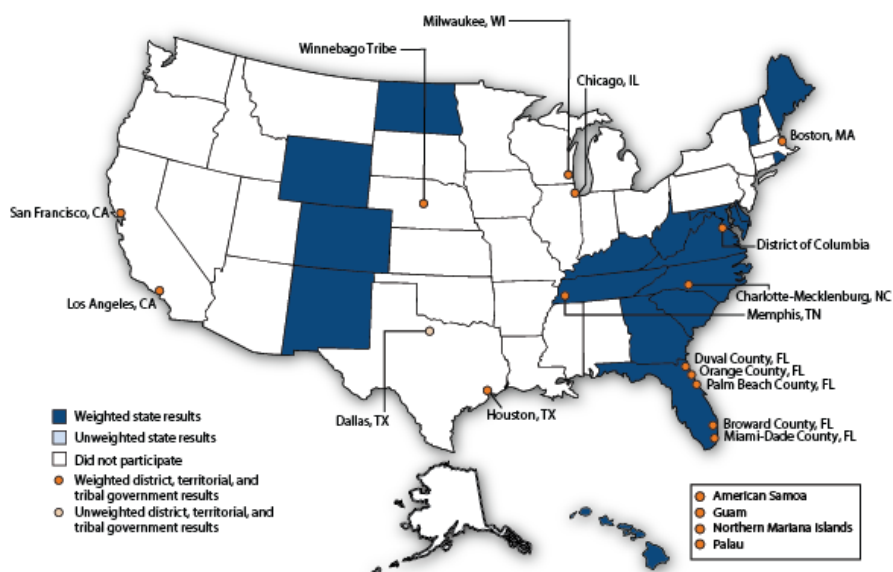 Milwaukee, WI
Winnebago Tribe
Chicago, IL
Boston, MA
San Francisco, CA
District of Columbia
Los Angeles, CA
Charlotte-Mecklenburg, NC
Memphis, TN
Duval County, FL
Orange County, FL
Palm Beach County, FL
Dallas, TX
Houston, TX
Broward County, FL
Miami-Dade County, FL
Weighted state results
Unweighted state results
Did not participate
Weighted district, territorial, and
tribal government results
Unweighted district, territorial, and
tribal government results
American Samoa
Guam
Northern Mariana Islands
Palau